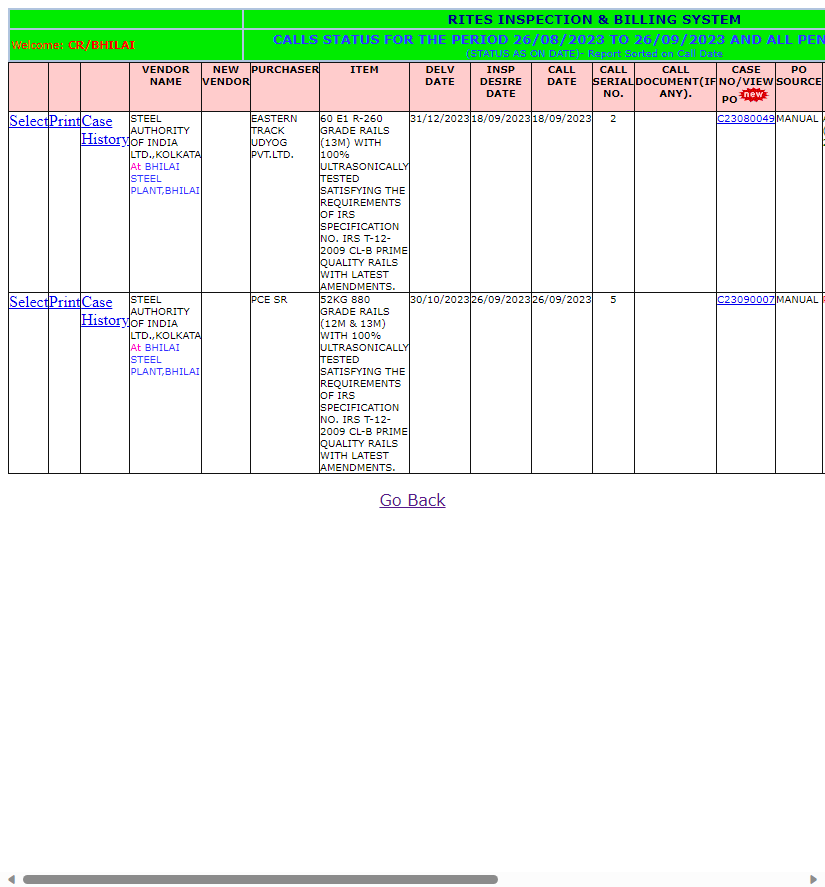 RITES INSPECTION & BILLING SYSTEM
Welcome: CR/BHILAI
CALLS STATUS FOR THE PERIOD 26/08/2023 TO 26/09/2023 AND ALL PEN
(STATUS AS ON DATE)- Report Sorted on Call Date
VENDOR NAME
NEW VENDOR
PURCHASER
ITEM
DELV DATE
INSP DESIRE DATE
CALL DATE
CALL SERIAL NO.
CALL DOCUMENT(IF ANY).
CASE NO/VIEW PO new
PO SOURCE
Select
Print
Case
History
STEEL
AUTHORITY
OF INDIA
LTD.,KOLKATA
At BHILAI
STEEL
PLANT,BHILAI
EASTERN
TRACK
UDYOG
PVT.LTD.
60 E1 R-260
GRADE RAILS
(13M) WITH
100%
ULTRASONICALLY
TESTED
SATISFYING THE
REQUIREMENTS
OF IRS
SPECIFICATION
NO. IRS T-12-
2009 CL-B PRIME
QUALITY RAILS
WITH LATEST
AMENDMENTS.
31/12/2023
18/09/2023
18/09/2023
2
C23080049
MANUAL
Select
Print
Case
History
STEEL
AUTHORITY
OF INDIA
LTD.,KOLKATA
At BHILAI
STEEL
PLANT,BHILAI
PCE SR
52KG 880
GRADE RAILS
(12M & 13M)
WITH 100%
ULTRASONICALLY
TESTED
SATISFYING THE
REQUIREMENTS
OF IRS
SPECIFICATION
NO. IRS T-12-
2009 CL-B PRIME
QUALITY RAILS
WITH LATEST
AMENDMENTS.
30/10/2023
26/09/2023
26/09/2023
5
C23090007
MANUAL
Go Back